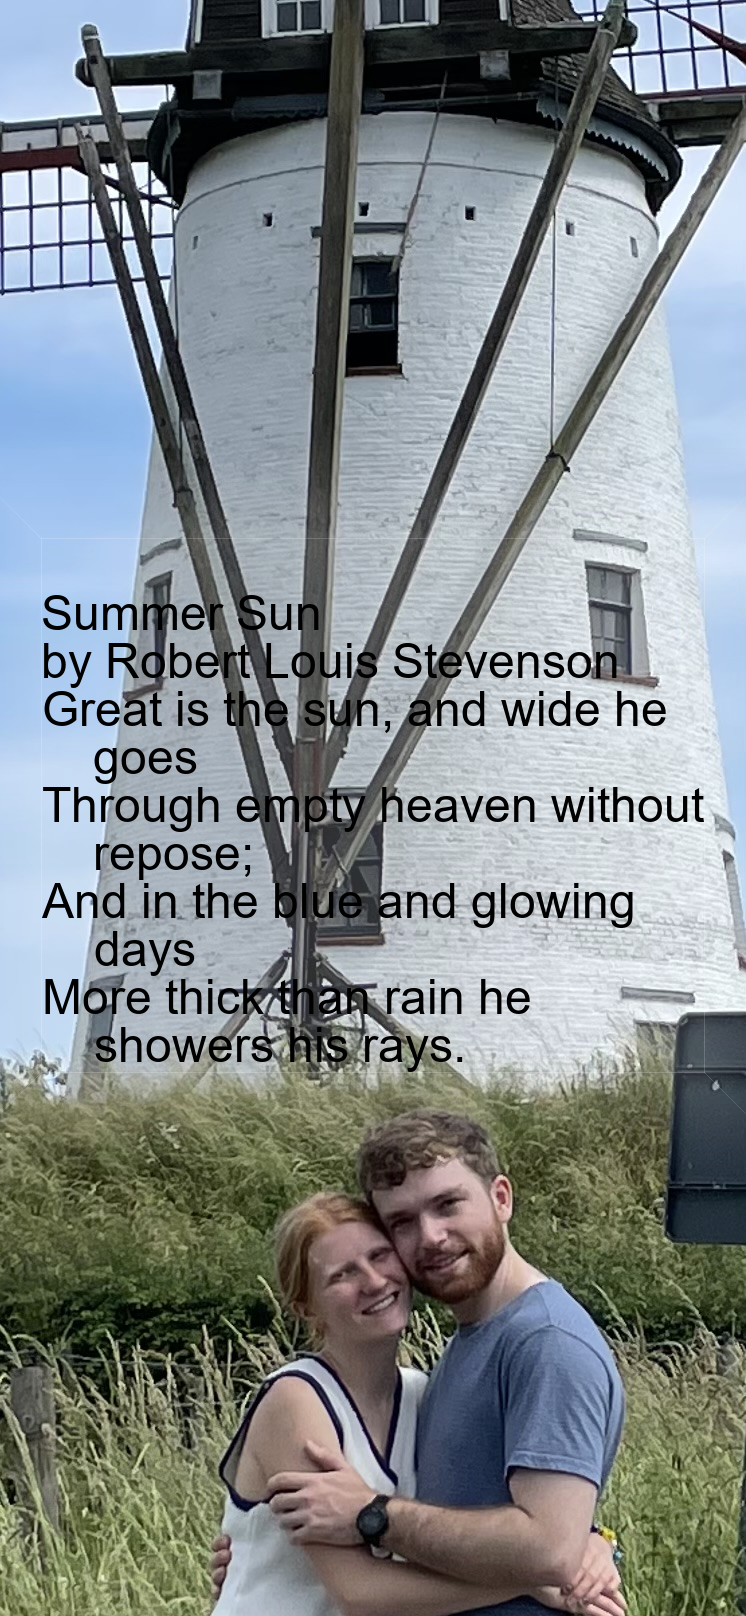 Summer Sun
by Robert Louis Stevenson
Great is the sun, and wide he
goes
Through empty heaven without
repose;
And in the blue and glowing
days
More thick than rain he
showers his rays.